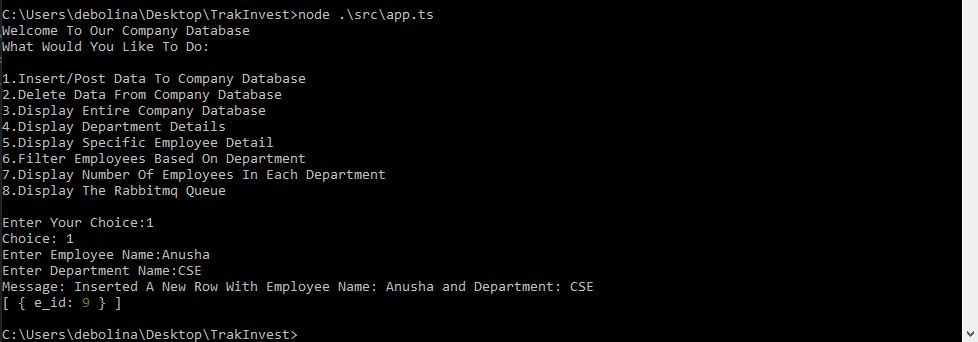 C:\Users\debolina\Desktop\TrakInvest>node .\src\app.ts
Welcome To Our Company Database
What Would You Like To Do:
1.Insert/Post Data To Company Database
2.Delete Data From Company Database
3.Display Entire Company Database
4.Display Department Details
5.Display Specific Employee Detail
6.Filter Employees Based On Department
7.Display Number Of Employees In Each Department
8.Display The Rabbitmq Queue
Enter Your Choice:1
Choice: 1
Enter Employee Name:Anusha
Enter Department Name:CSE
Message: Inserted A New Row With Employee Name: Anusha and Department: CSE
[ { e_id: 9 } ]
C:\Users\debolina\Desktop\TrakInvest>